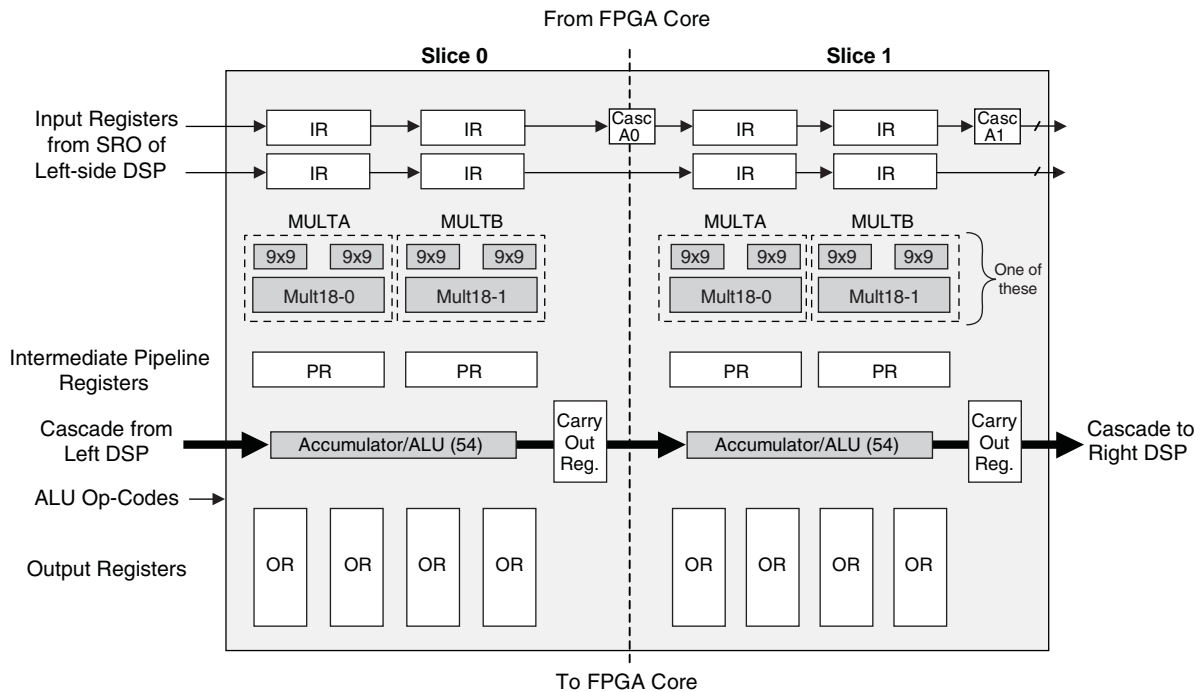 From FPGA Core
Slice 0
Slice 1
Input Registers
from SRO of
Left-side DSP
IR
IR
Casc
A0
IR
IR
Casc
A1
IR
IR
IR
IR
MULTA
MULTB
MULTA
MULTB
9x9
9x9
9x9
9x9
9x9
9x9
9x9
9x9
One of
these
Mult18-0
Mult18-1
Mult18-0
Mult18-1
Intermediate Pipeline
Registers
PR
PR
PR
PR
Cascade from
Left DSP
Accumulator/ALU (54)
Carry
Out
Reg.
Accumulator/ALU (54)
Carry
Out
Reg.
Cascade to
Right DSP
ALU Op-Codes
Output Registers
OR
OR
OR
OR
OR
OR
OR
OR
To FPGA Core